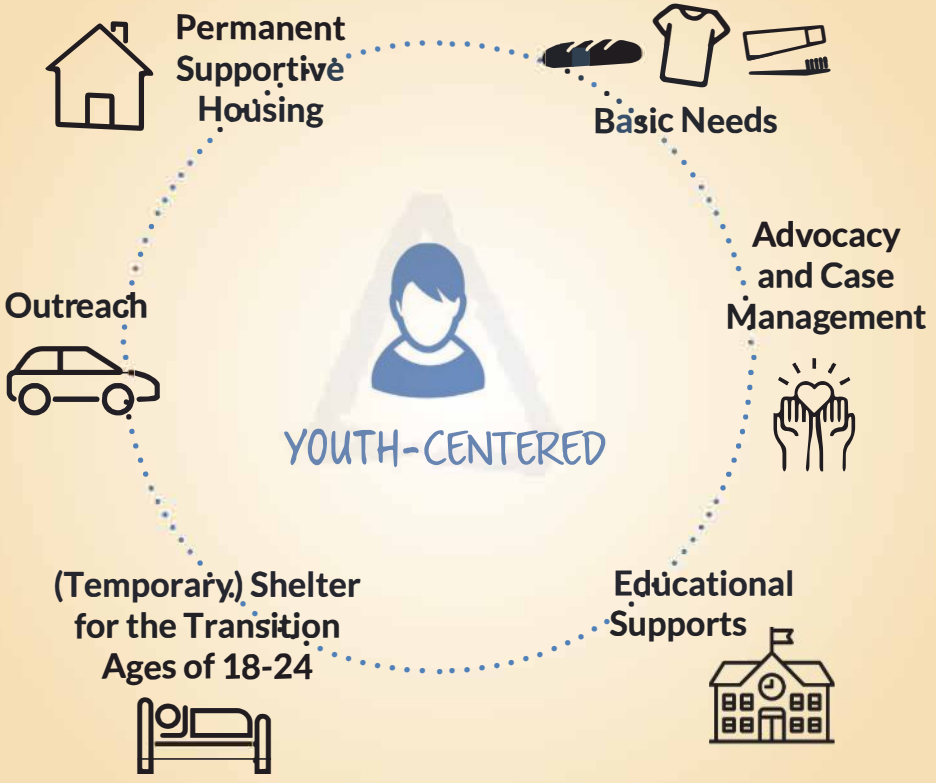 Permanent
Supportive
Housing
Basic Needs
Advocacy
and Case
Management
Outreach
YOUTH-CENTERED
(Temporary.) Shelter
for the Transition
Ages of 18-24
Educational
Supports